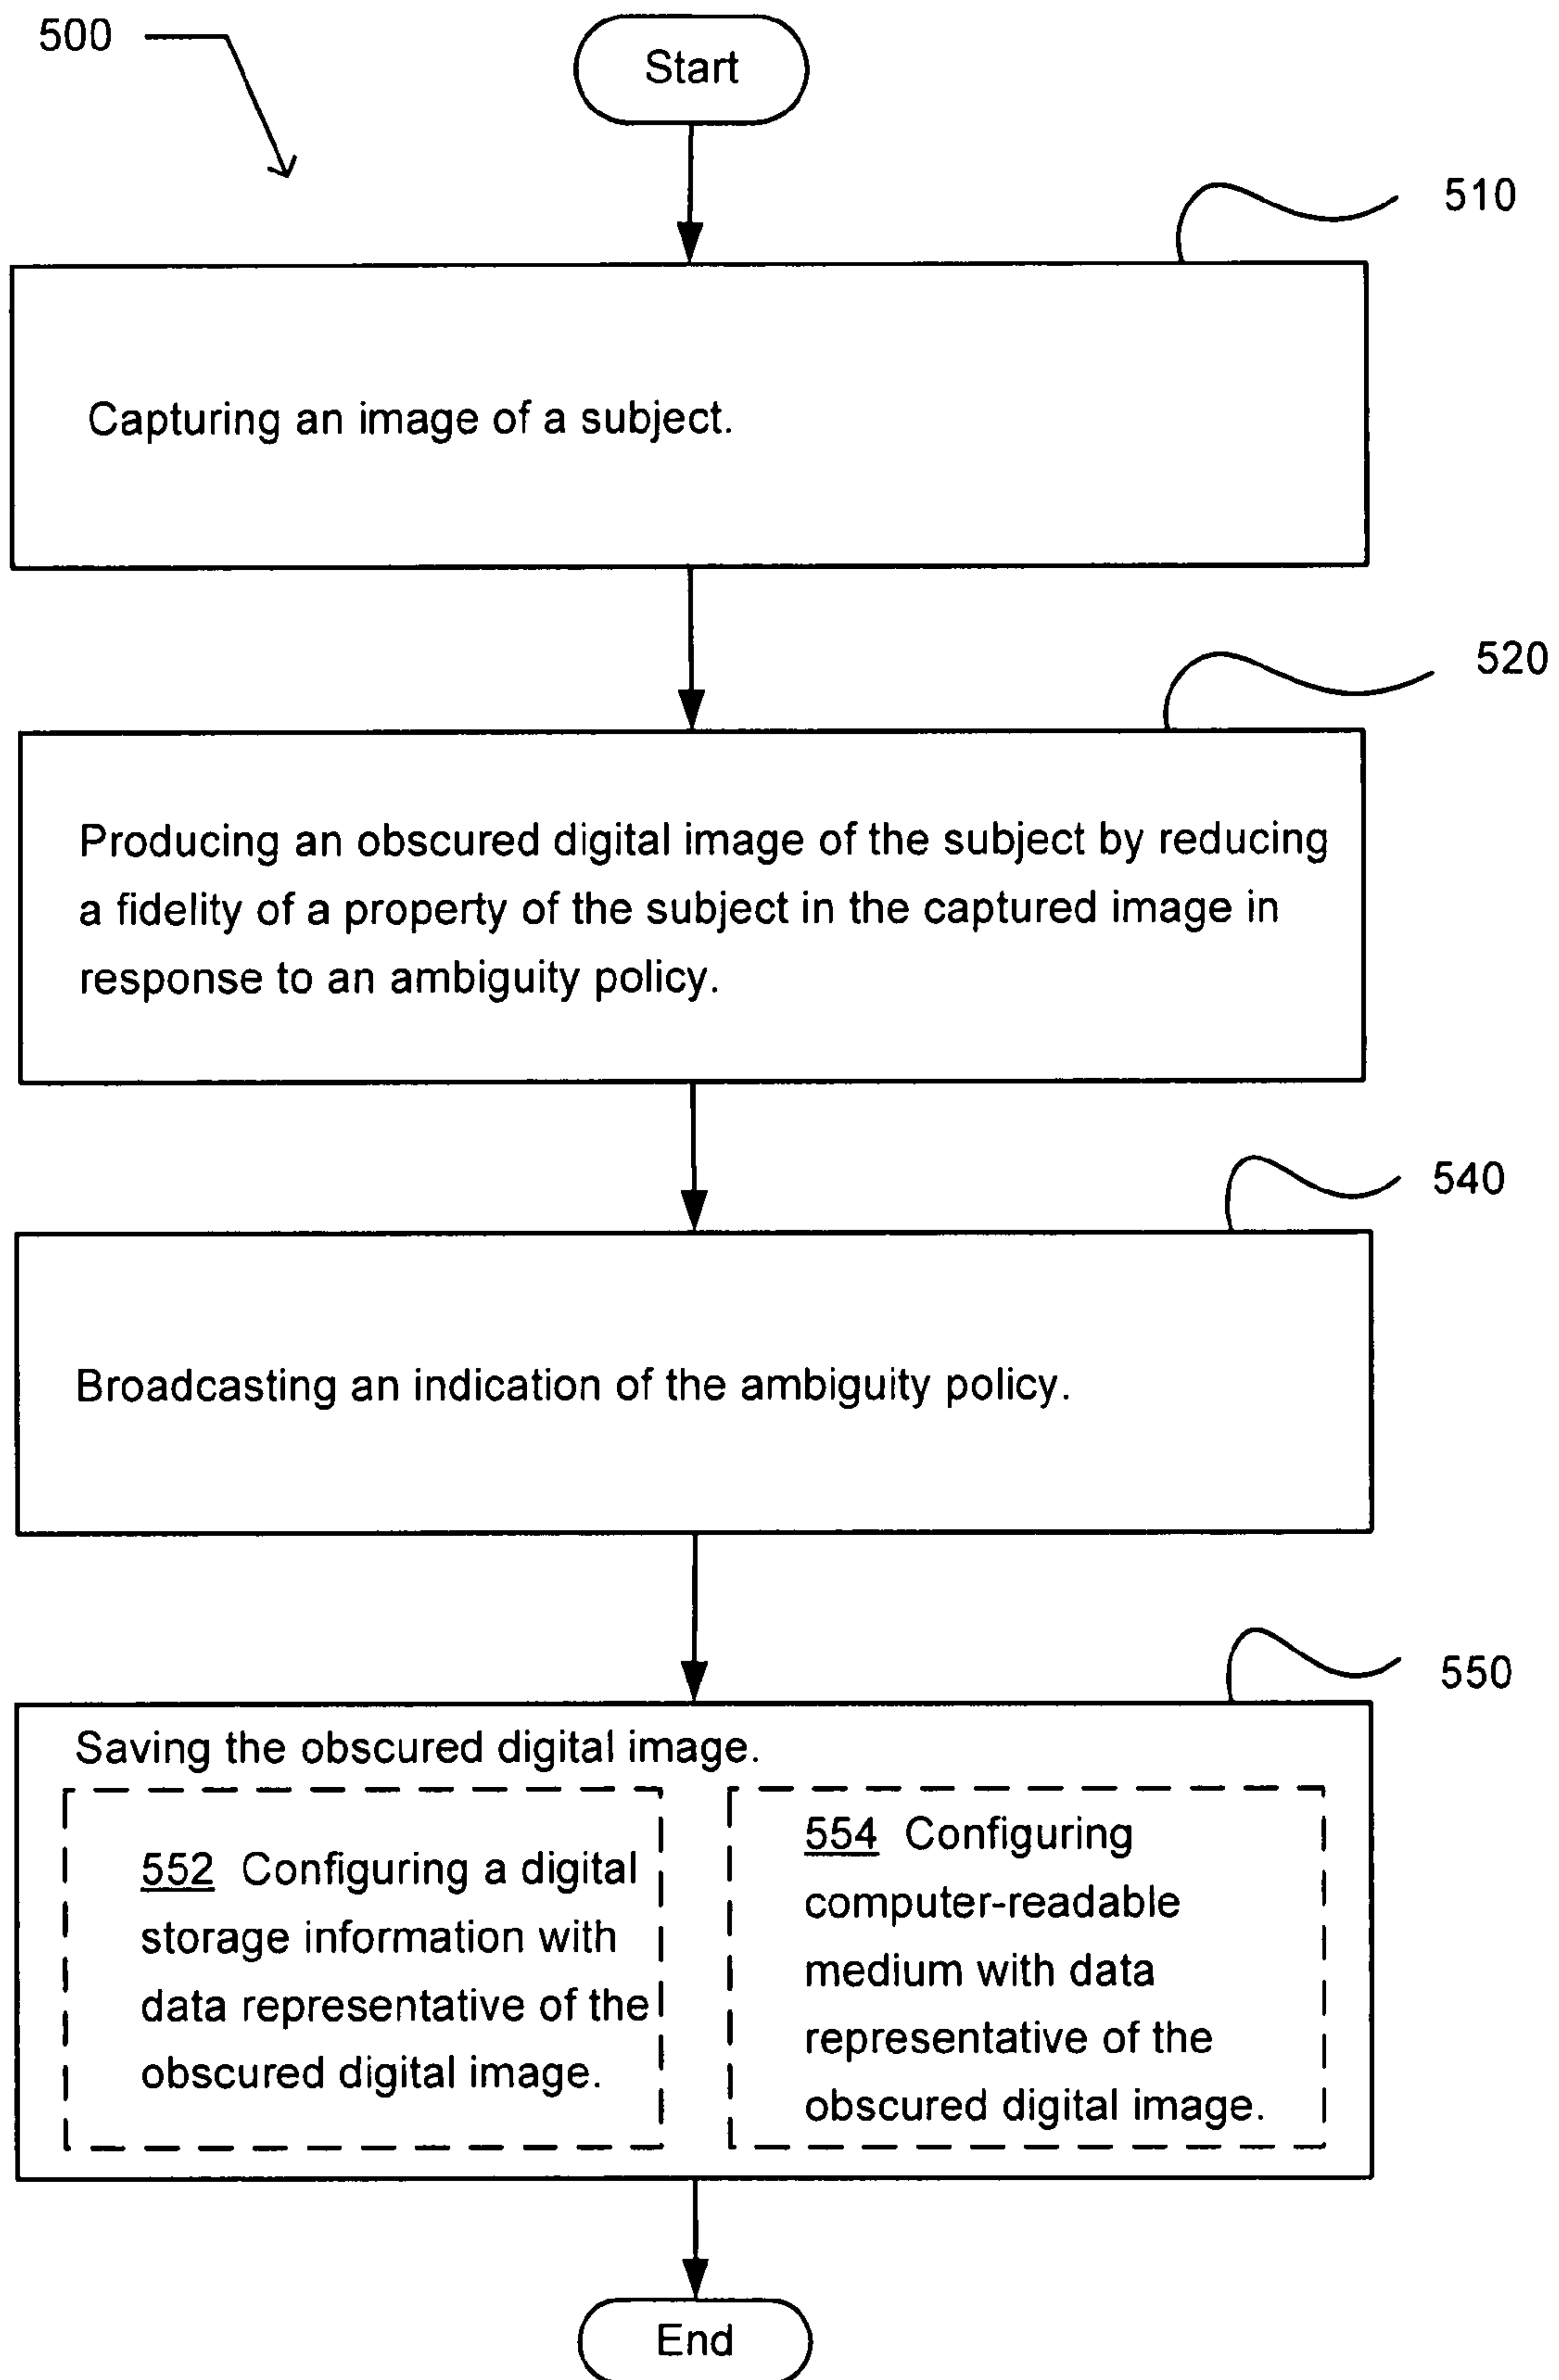 500
Start
510
Capturing an image of a subject.
520
Producing an obscured digital image of the subject by reducing
a fidelity of a property of the subject in the captured image in
response to an ambiguity policy.
540
Broadcasting an indication of the ambiguity policy.
550
Saving the obscured digital image.
552 Configuring a digital
storage information with
data representative of the
obscured digital image.
554 Configuring
computer-readable
medium with data
representative of the
obscured digital image.
End